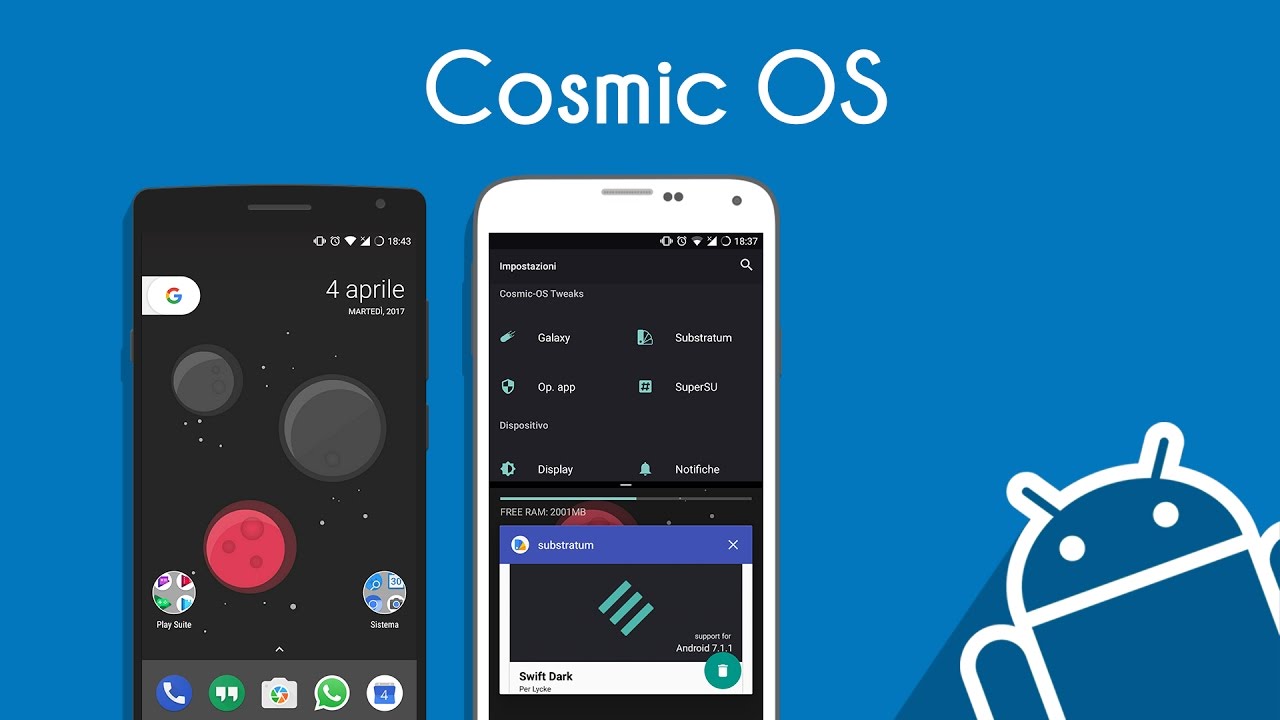 Cosmic OS
18:43
G
4 aprile
MARTEDÌ, 2017
30
Play Suite
Sistema
4
18:37
Impostazioni
Cosmic-OS Tweaks
Galaxy
Substratum
Op. app
SuperSU
Dispositivo
Display
Notifiche
FREE RAM: 2001MB
substratum
support for
Android 7.1.1
Swift Dark
Per Lycke